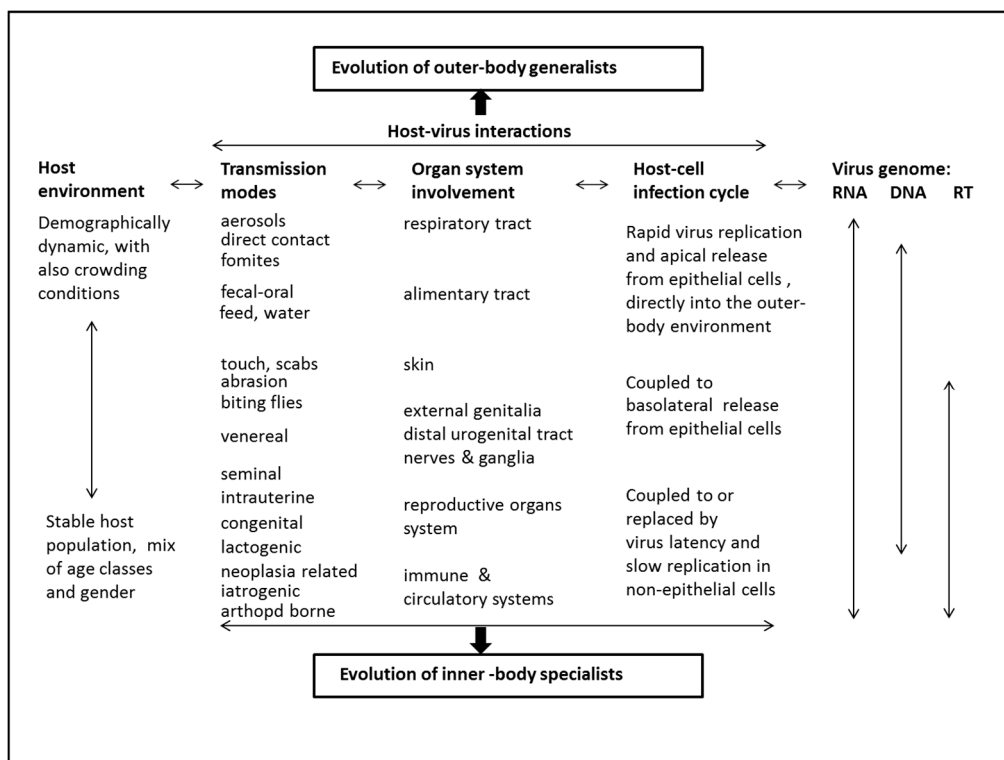 Evolution of outer-body generalists
Host-virus interactions
Host
environment
Demographically
dynamic, with
also crowding
conditions
Stable host
population, mix
of age classes
and gender
Transmission
modes
aerosols
direct contact
fomites
fecal-oral
feed, water
touch, scabs
abrasion
biting flies
venereal
seminal
intrauterine
congenital
lactogenic
neoplasia related
iatrogenic
arthopd borne
Organ system
involvement
respiratory tract
alimentary tract
skin
external genitalia
distal urogenital tract
nerves & ganglia
reproductive organs
system
immune &
circulatory systems
Host-cell
infection cycle
Rapid virus replication
and apical release
from epithelial cells ,
directly into the outer-
body environment
Coupled to
basolateral release
from epithelial cells
Coupled to or
replaced by
virus latency and
slow replication in
non-epithelial cells
Virus genome:
RNA DNA RT
Evolution of inner -body specialists